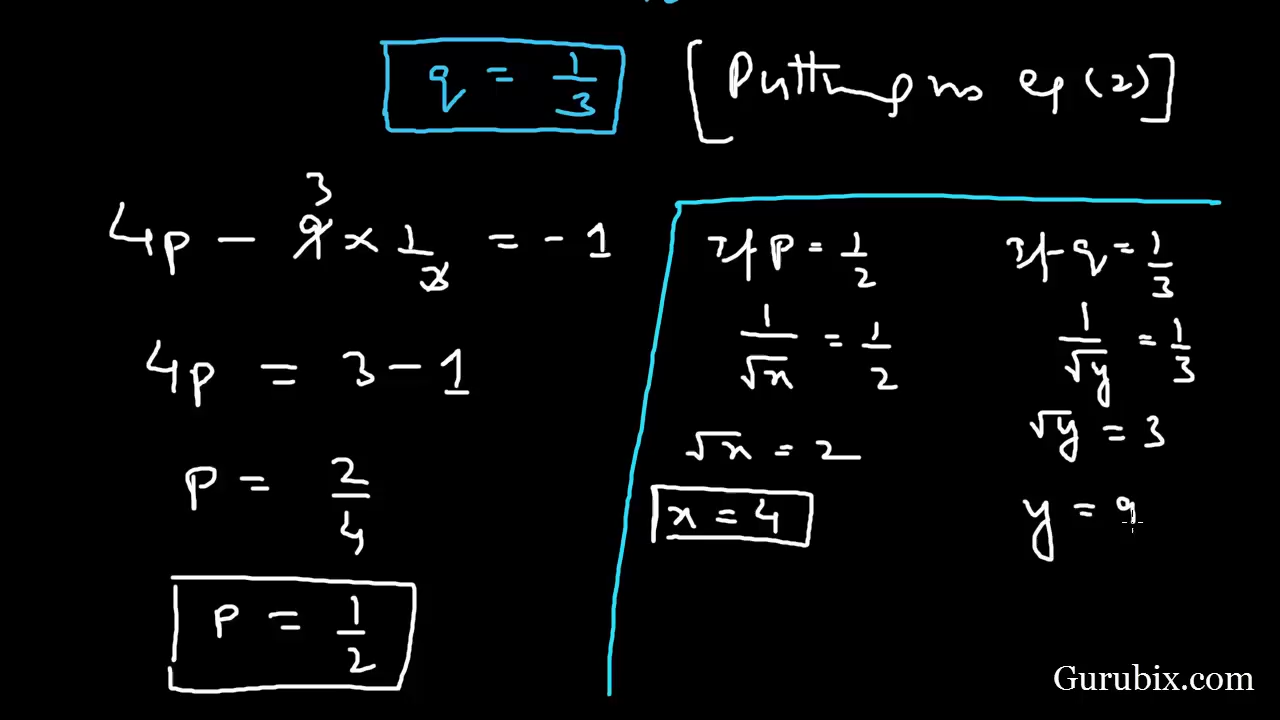 q = 1/3 [Putting in eq (2)]
4p - 9 3 × 1/3 = -1
4p = 3 - 1
p = 2/4
p = 1/2
If p = 1/2
1/√x = 1/2
√x = 2
x = 4
If q = 1/3
1/√y = 1/3
√y = 3
y = 9
Gurubix.com